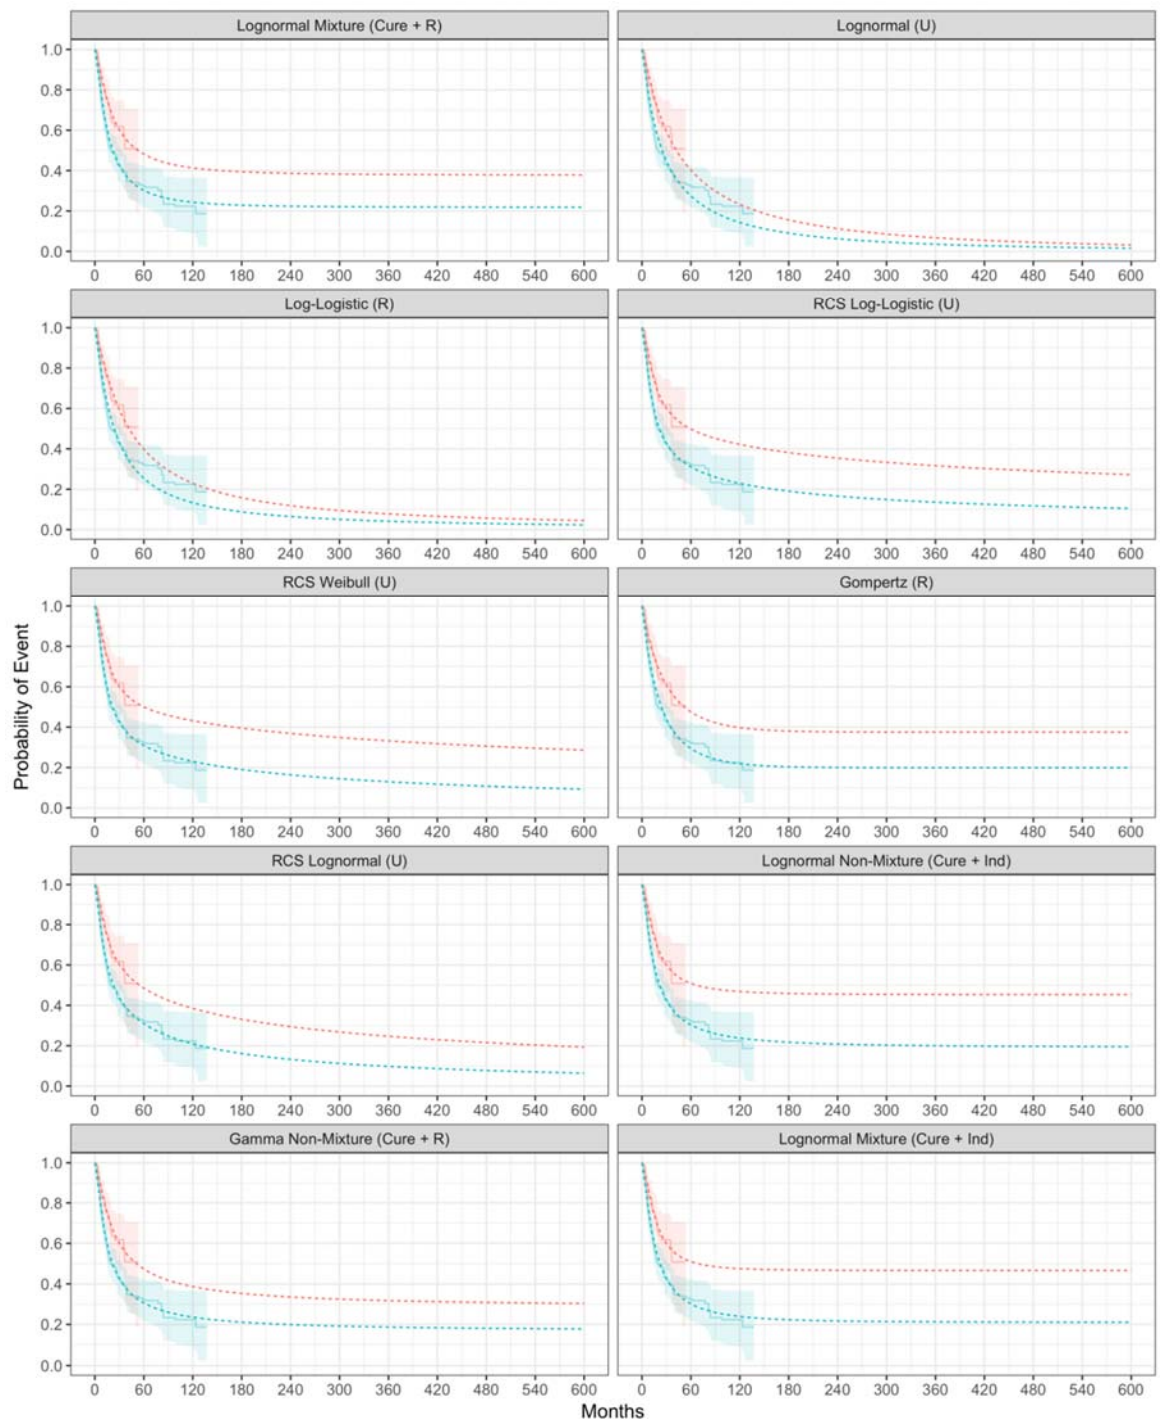 Lognormal Mixture (Cure + R)
Lognormal (U)
1.0
0.8
0.6
0.4
0.2
0.0
0 60 120 180 240 300 360 420 480 540 600
0 60 120 180 240 300 360 420 480 540 600
Log-Logistic (R)
RCS Log-Logistic (U)
1.0
0.8
0.6
0.4
0.2
0.0
0 60 120 180 240 300 360 420 480 540 600
0 60 120 180 240 300 360 420 480 540 600
RCS Weibull (U)
Gompertz (R)
1.0
0.8
0.6
0.4
0.2
0.0
0 60 120 180 240 300 360 420 480 540 600
0 60 120 180 240 300 360 420 480 540 600
Probability of Event
RCS Lognormal (U)
Lognormal Non-Mixture (Cure + Ind)
1.0
0.8
0.6
0.4
0.2
0.0
0 60 120 180 240 300 360 420 480 540 600
0 60 120 180 240 300 360 420 480 540 600
Gamma Non-Mixture (Cure + R)
Lognormal Mixture (Cure + Ind)
1.0
0.8
0.6
0.4
0.2
0.0
0 60 120 180 240 300 360 420 480 540 600
0 60 120 180 240 300 360 420 480 540 600
Months